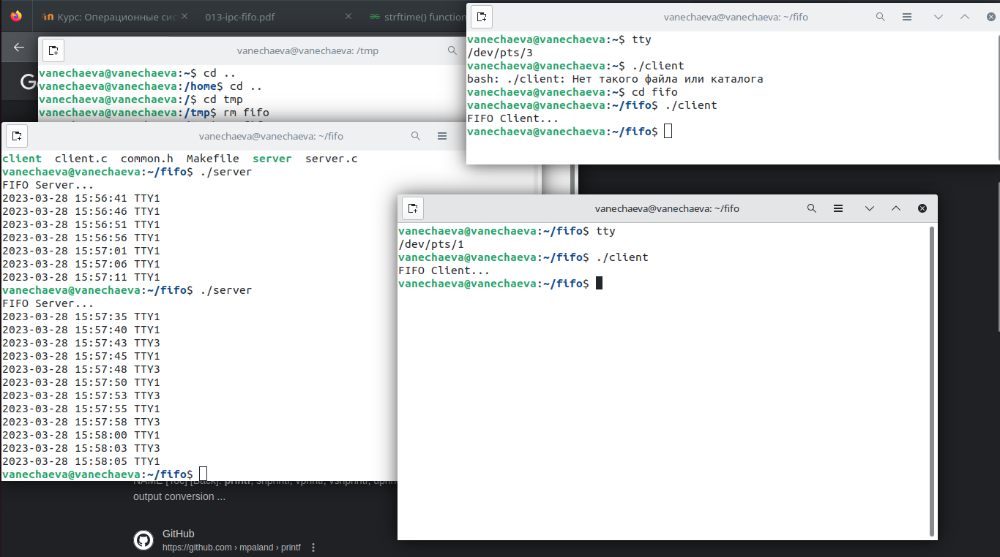 Курс: Операционные сис
013-ipc-fifo.pdf
strftime() function
vanechaeva@vanechaeva: ~/fifo
vanechaeva@vanechaeva:~$ tty
/dev/pts/3
vanechaeva@vanechaeva:~$ ./client
bash: ./client: Нет такого файла или каталога
vanechaeva@vanechaeva:~$ cd fifo
vanechaeva@vanechaeva:~/fifo$ ./client
FIFO Client...
vanechaeva@vanechaeva:~/fifo$
vanechaeva@vanechaeva: /tmp
vanechaeva@vanechaeva:~$ cd ..
vanechaeva@vanechaeva:/home$ cd ..
vanechaeva@vanechaeva:/$ cd tmp
vanechaeva@vanechaeva:/tmp$ rm fifo
vanechaeva@vanechaeva: ~/fifo
client client.c common.h Makefile server server.c
vanechaeva@vanechaeva:~/fifo$ ./server
FIFO Server...
2023-03-28 15:56:41 TTY1
2023-03-28 15:56:46 TTY1
2023-03-28 15:56:51 TTY1
2023-03-28 15:56:56 TTY1
2023-03-28 15:57:01 TTY1
2023-03-28 15:57:06 TTY1
2023-03-28 15:57:11 TTY1
vanechaeva@vanechaeva:~/fifo$ ./server
FIFO Server...
2023-03-28 15:57:35 TTY1
2023-03-28 15:57:40 TTY1
2023-03-28 15:57:43 TTY3
2023-03-28 15:57:45 TTY1
2023-03-28 15:57:48 TTY3
2023-03-28 15:57:50 TTY1
2023-03-28 15:57:53 TTY3
2023-03-28 15:57:55 TTY1
2023-03-28 15:57:58 TTY3
2023-03-28 15:58:00 TTY1
2023-03-28 15:58:03 TTY3
2023-03-28 15:58:05 TTY1
vanechaeva@vanechaeva:~/fifo$
vanechaeva@vanechaeva: ~/fifo
vanechaeva@vanechaeva:~/fifo$ tty
/dev/pts/1
vanechaeva@vanechaeva:~/fifo$ ./client
FIFO Client...
vanechaeva@vanechaeva:~/fifo$
NAME [Toc] [Back]. printf, snprintf, vprintf, vsnprintf,
output conversion ...
GitHub
https://github.com › mpaland › printf